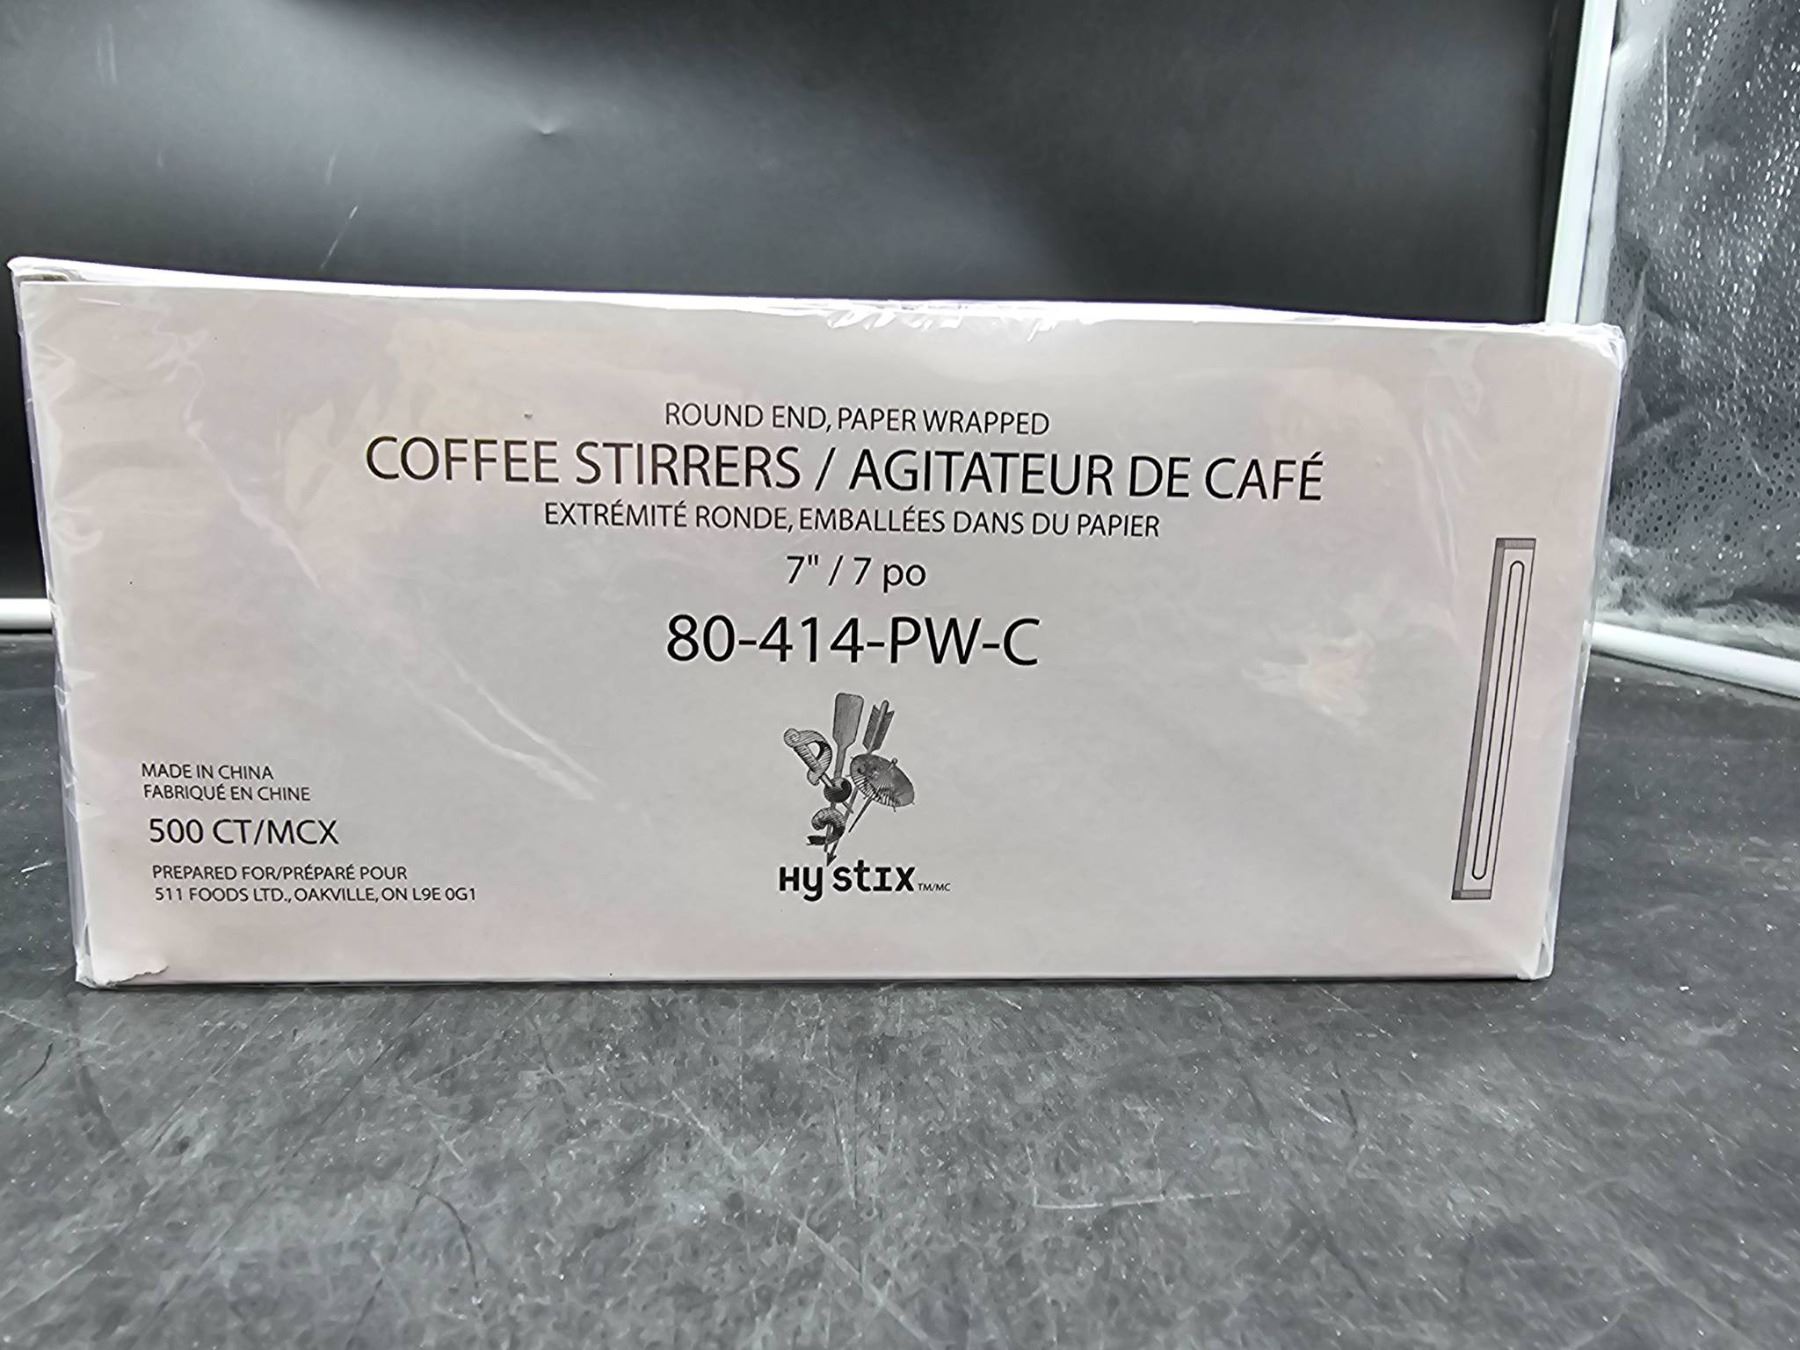 ROUND END, PAPER WRAPPED
COFFEE STIRRERS / AGITATEUR DE CAFÉ
EXTRÉMITÉ RONDE, EMBALLÉES DANS DU PAPIER
7" / 7 po
80-414-PW-C
MADE IN CHINA
FABRIQUÉ EN CHINE
500 CT/MCX
PREPARED FOR/PRÉPARÉ POUR
511 FOODS LTD., OAKVILLE, ON L9E 0G1
Hy stIX TM/MC